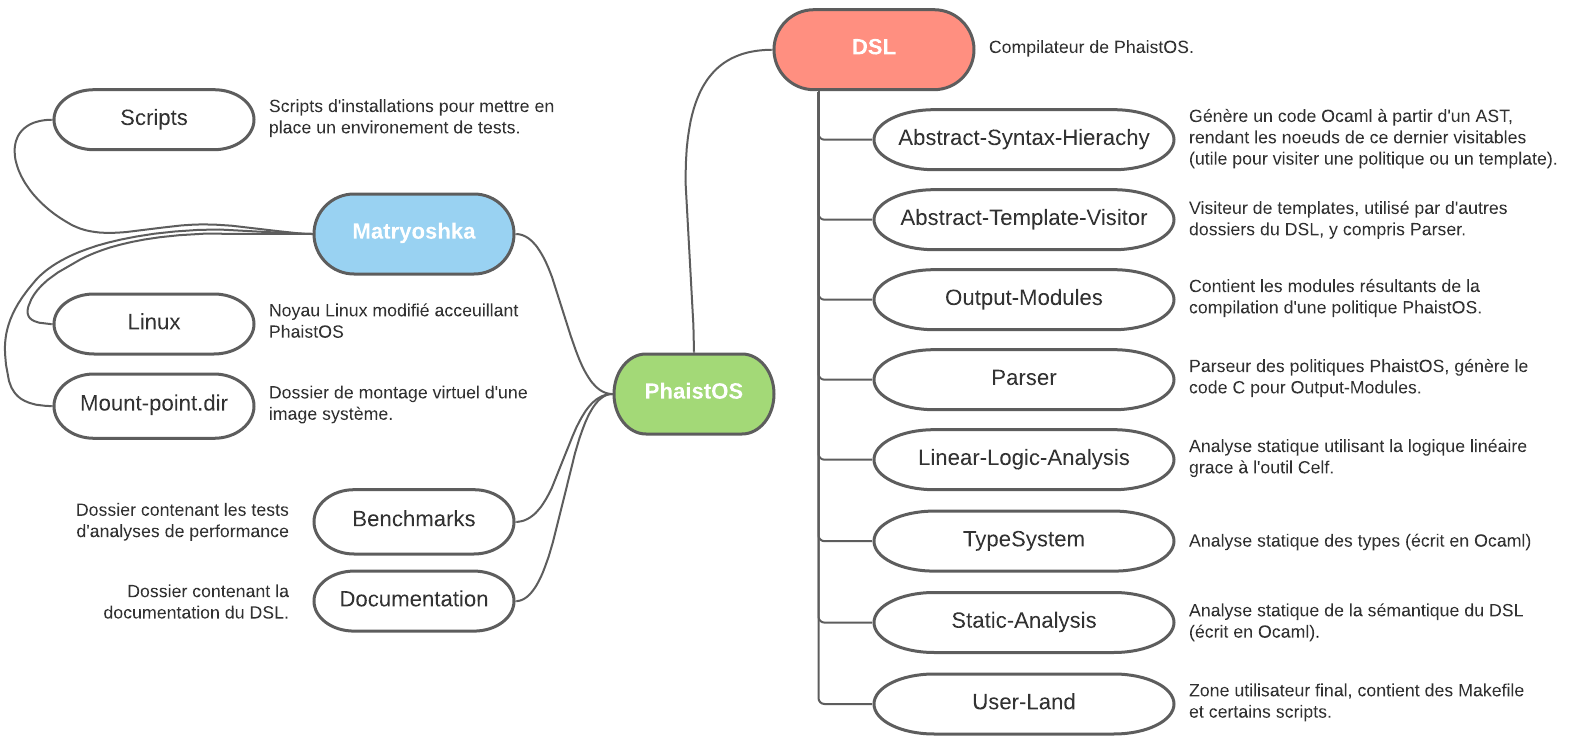 DSL
Compilateur de PhaistOS.
Scripts
Scripts d'installations pour mettre en
place un environement de tests.
Matryoshka
Linux
Noyau Linux modifié acceuillant
PhaistOS
Mount-point.dir
Dossier de montage virtuel d'une
image système.
PhaistOS
Dossier contenant les tests
d'analyses de performance
Benchmarks
Dossier contenant la
documentation du DSL.
Documentation
Abstract-Syntax-Hierachy
Génère un code Ocaml à partir d'un AST,
rendant les noeuds de ce dernier visitables
(utile pour visiter une politique ou un template).
Abstract-Template-Visitor
Visiteur de templates, utilisé par d'autres
dossiers du DSL, y compris Parser.
Output-Modules
Contient les modules résultants de la
compilation d'une politique PhaistOS.
Parser
Parseur des politiques PhaistOS, génère le
code C pour Output-Modules.
Linear-Logic-Analysis
Analyse statique utilisant la logique linéaire
grace à l'outil Celf.
TypeSystem
Analyse statique des types (écrit en Ocaml)
Static-Analysis
Analyse statique de la sémantique du DSL
(écrit en Ocaml).
User-Land
Zone utilisateur final, contient des Makefile
et certains scripts.